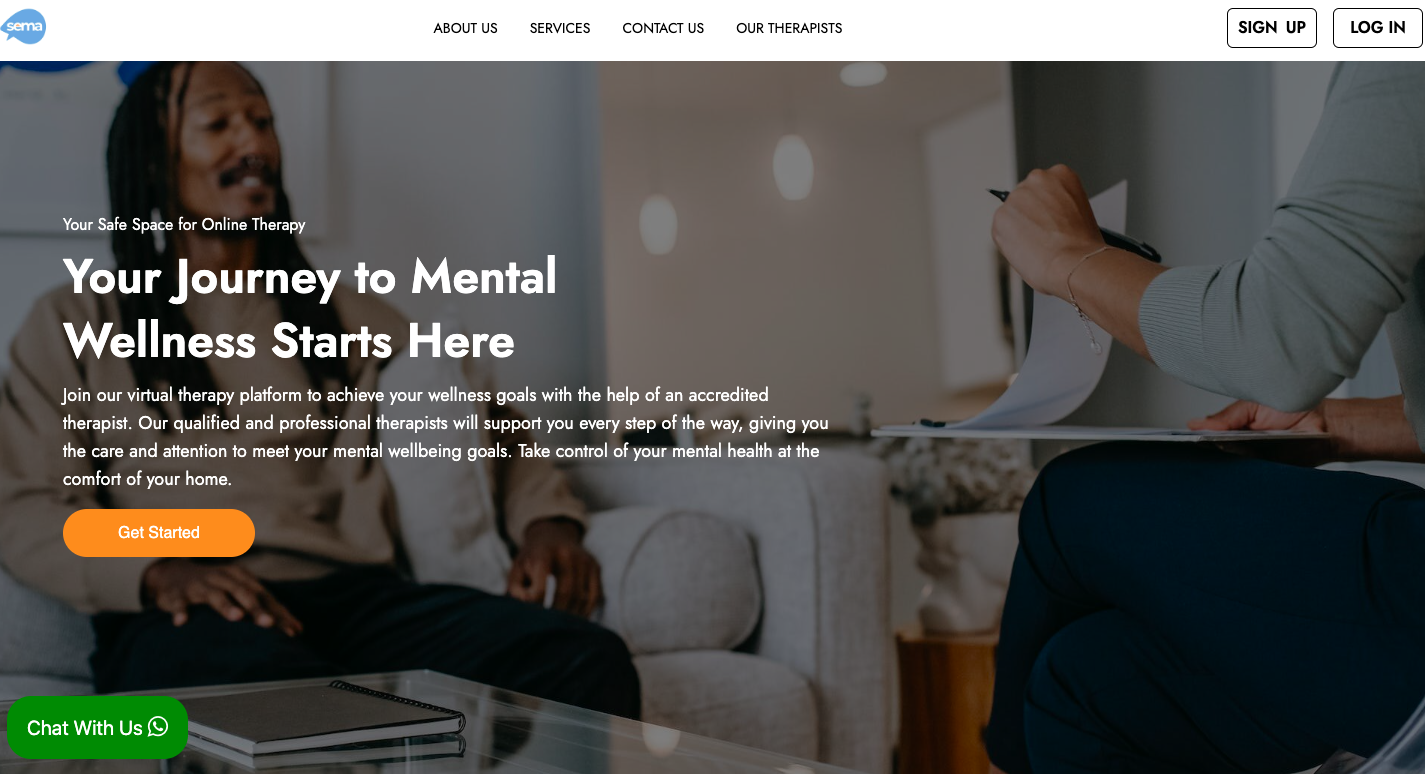 sema
ABOUT US
SERVICES
CONTACT US
OUR THERAPISTS
SIGN UP
LOG IN
Your Safe Space for Online Therapy
Your Journey to Mental
Wellness Starts Here
Join our virtual therapy platform to achieve your wellness goals with the help of an accredited
therapist. Our qualified and professional therapists will support you every step of the way, giving you
the care and attention to meet your mental wellbeing goals. Take control of your mental health at the
comfort of your home.
Get Started
Chat With Us